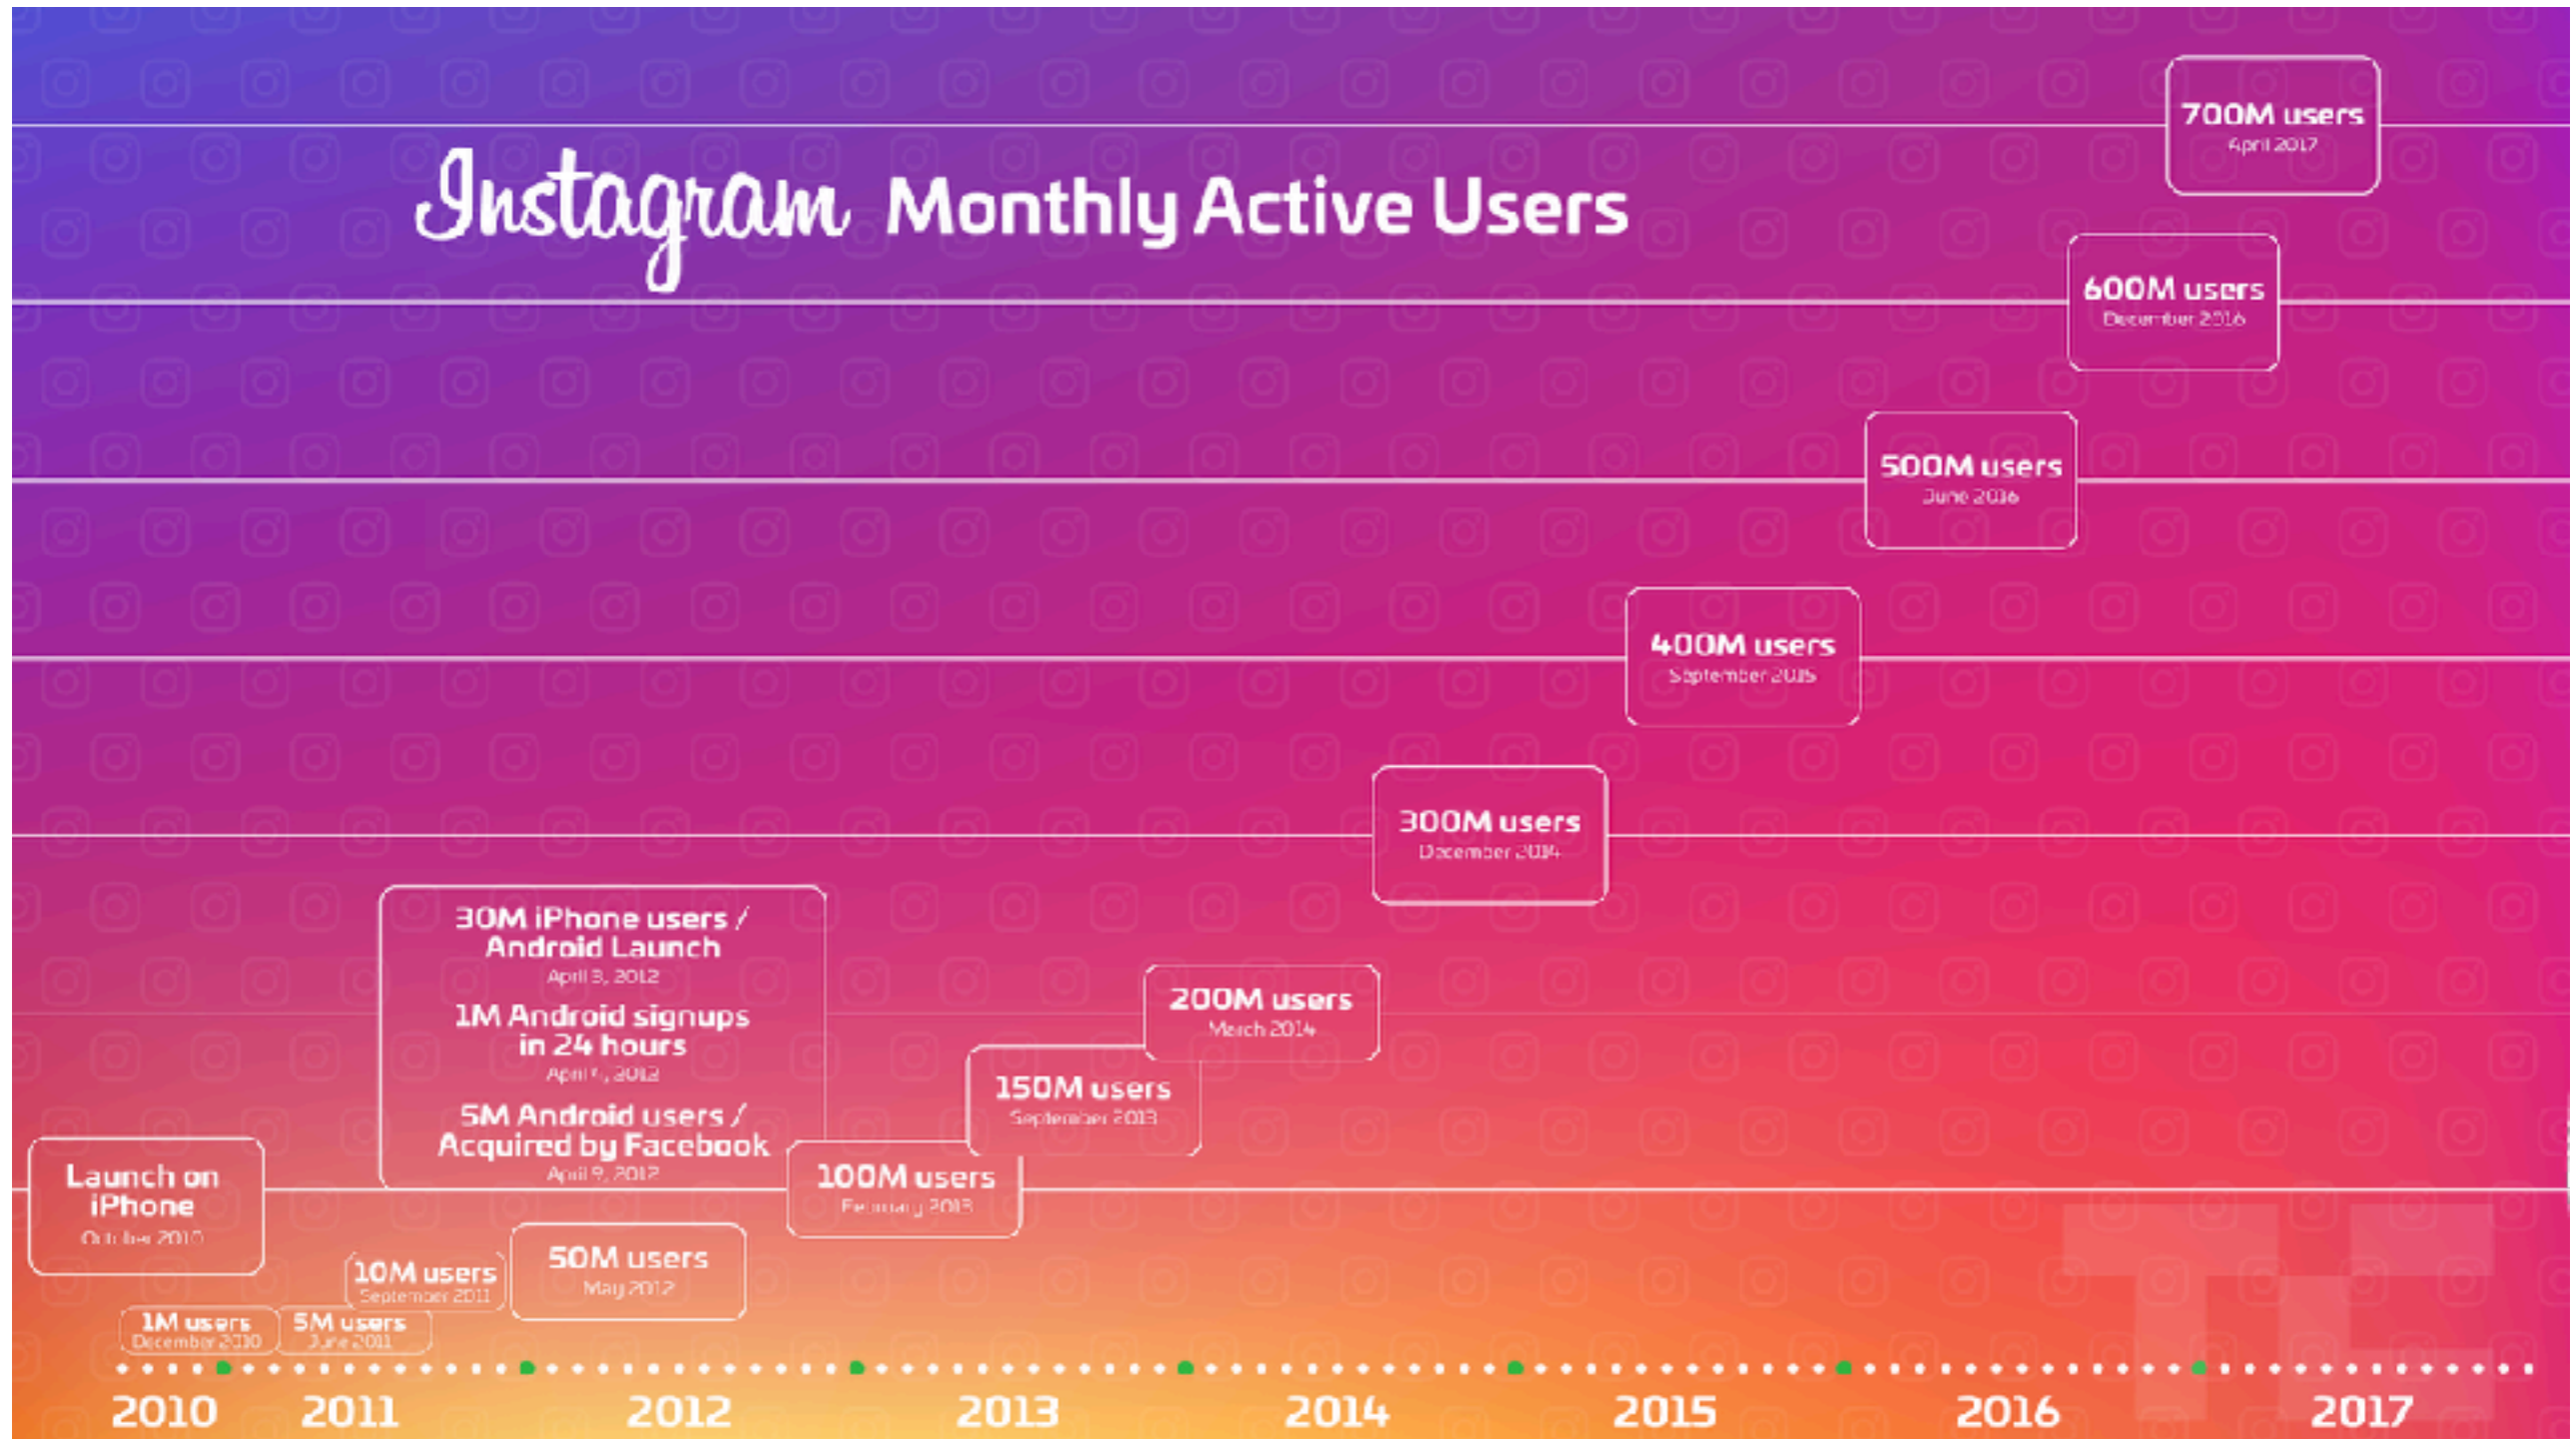 Instagram Monthly Active Users
700M users
April 2017
600M users
December 2016
500M users
June 2016
400M users
September 2015
300M users
December 2014
200M users
March 2014
150M users
September 2013
100M users
February 2013
30M iPhone users /
Android Launch
April 3, 2012
1M Android signups
in 24 hours
April 2012
5M Android users /
Acquired by Facebook
April 9, 2012
50M users
May 2012
Launch on
iPhone
October 2010
10M users
September 2011
1M users
December 2010
5M users
June 2011
2010 2011 2012 2013 2014 2015 2016 2017
TC